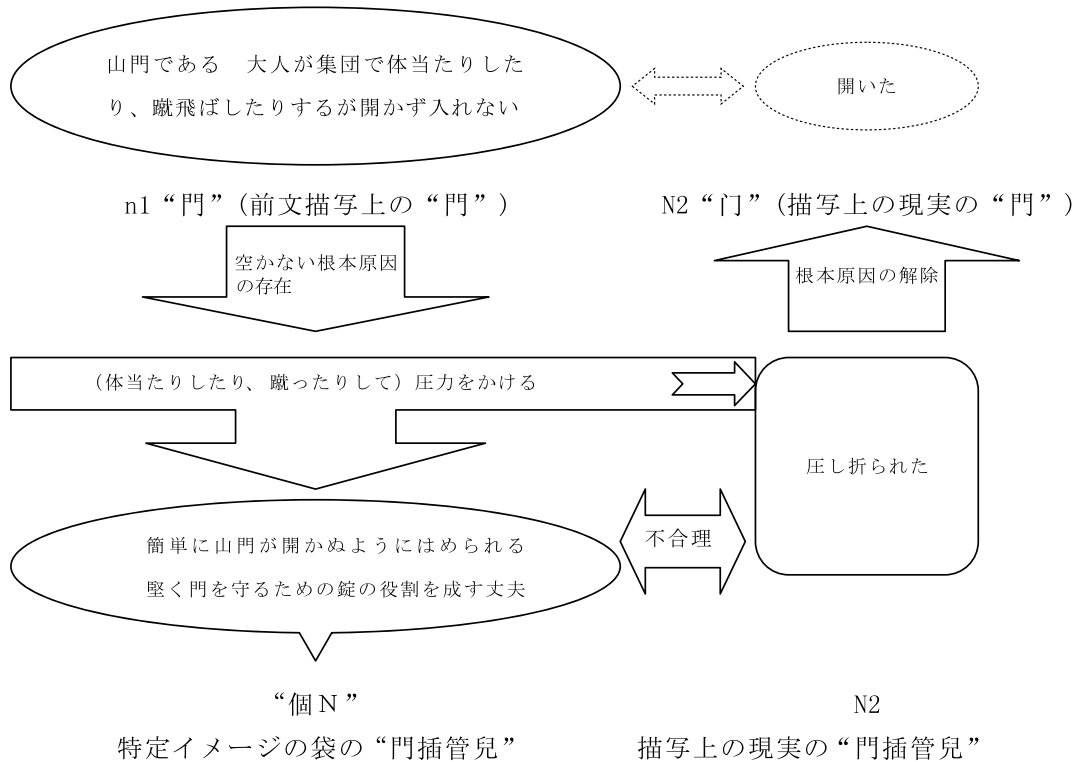 山門である　大人が集団で体当たりした
り、蹴飛ばしたりするが開かず入れない
開いた
n1“門”(前文描写上の“門”)
N2“门”(描写上の現実の“門”)
空かない根本原因
の存在
根本原因の解除
(体当たりしたり、蹴ったりして)圧力をかける
圧し折られた
簡単に山門が開かぬようにはめられる
堅く門を守るための錠の役割を成す丈夫
不合理
“個Ｎ”
N2
特定イメージの袋の“門插管兒”
描写上の現実の“門插管兒”